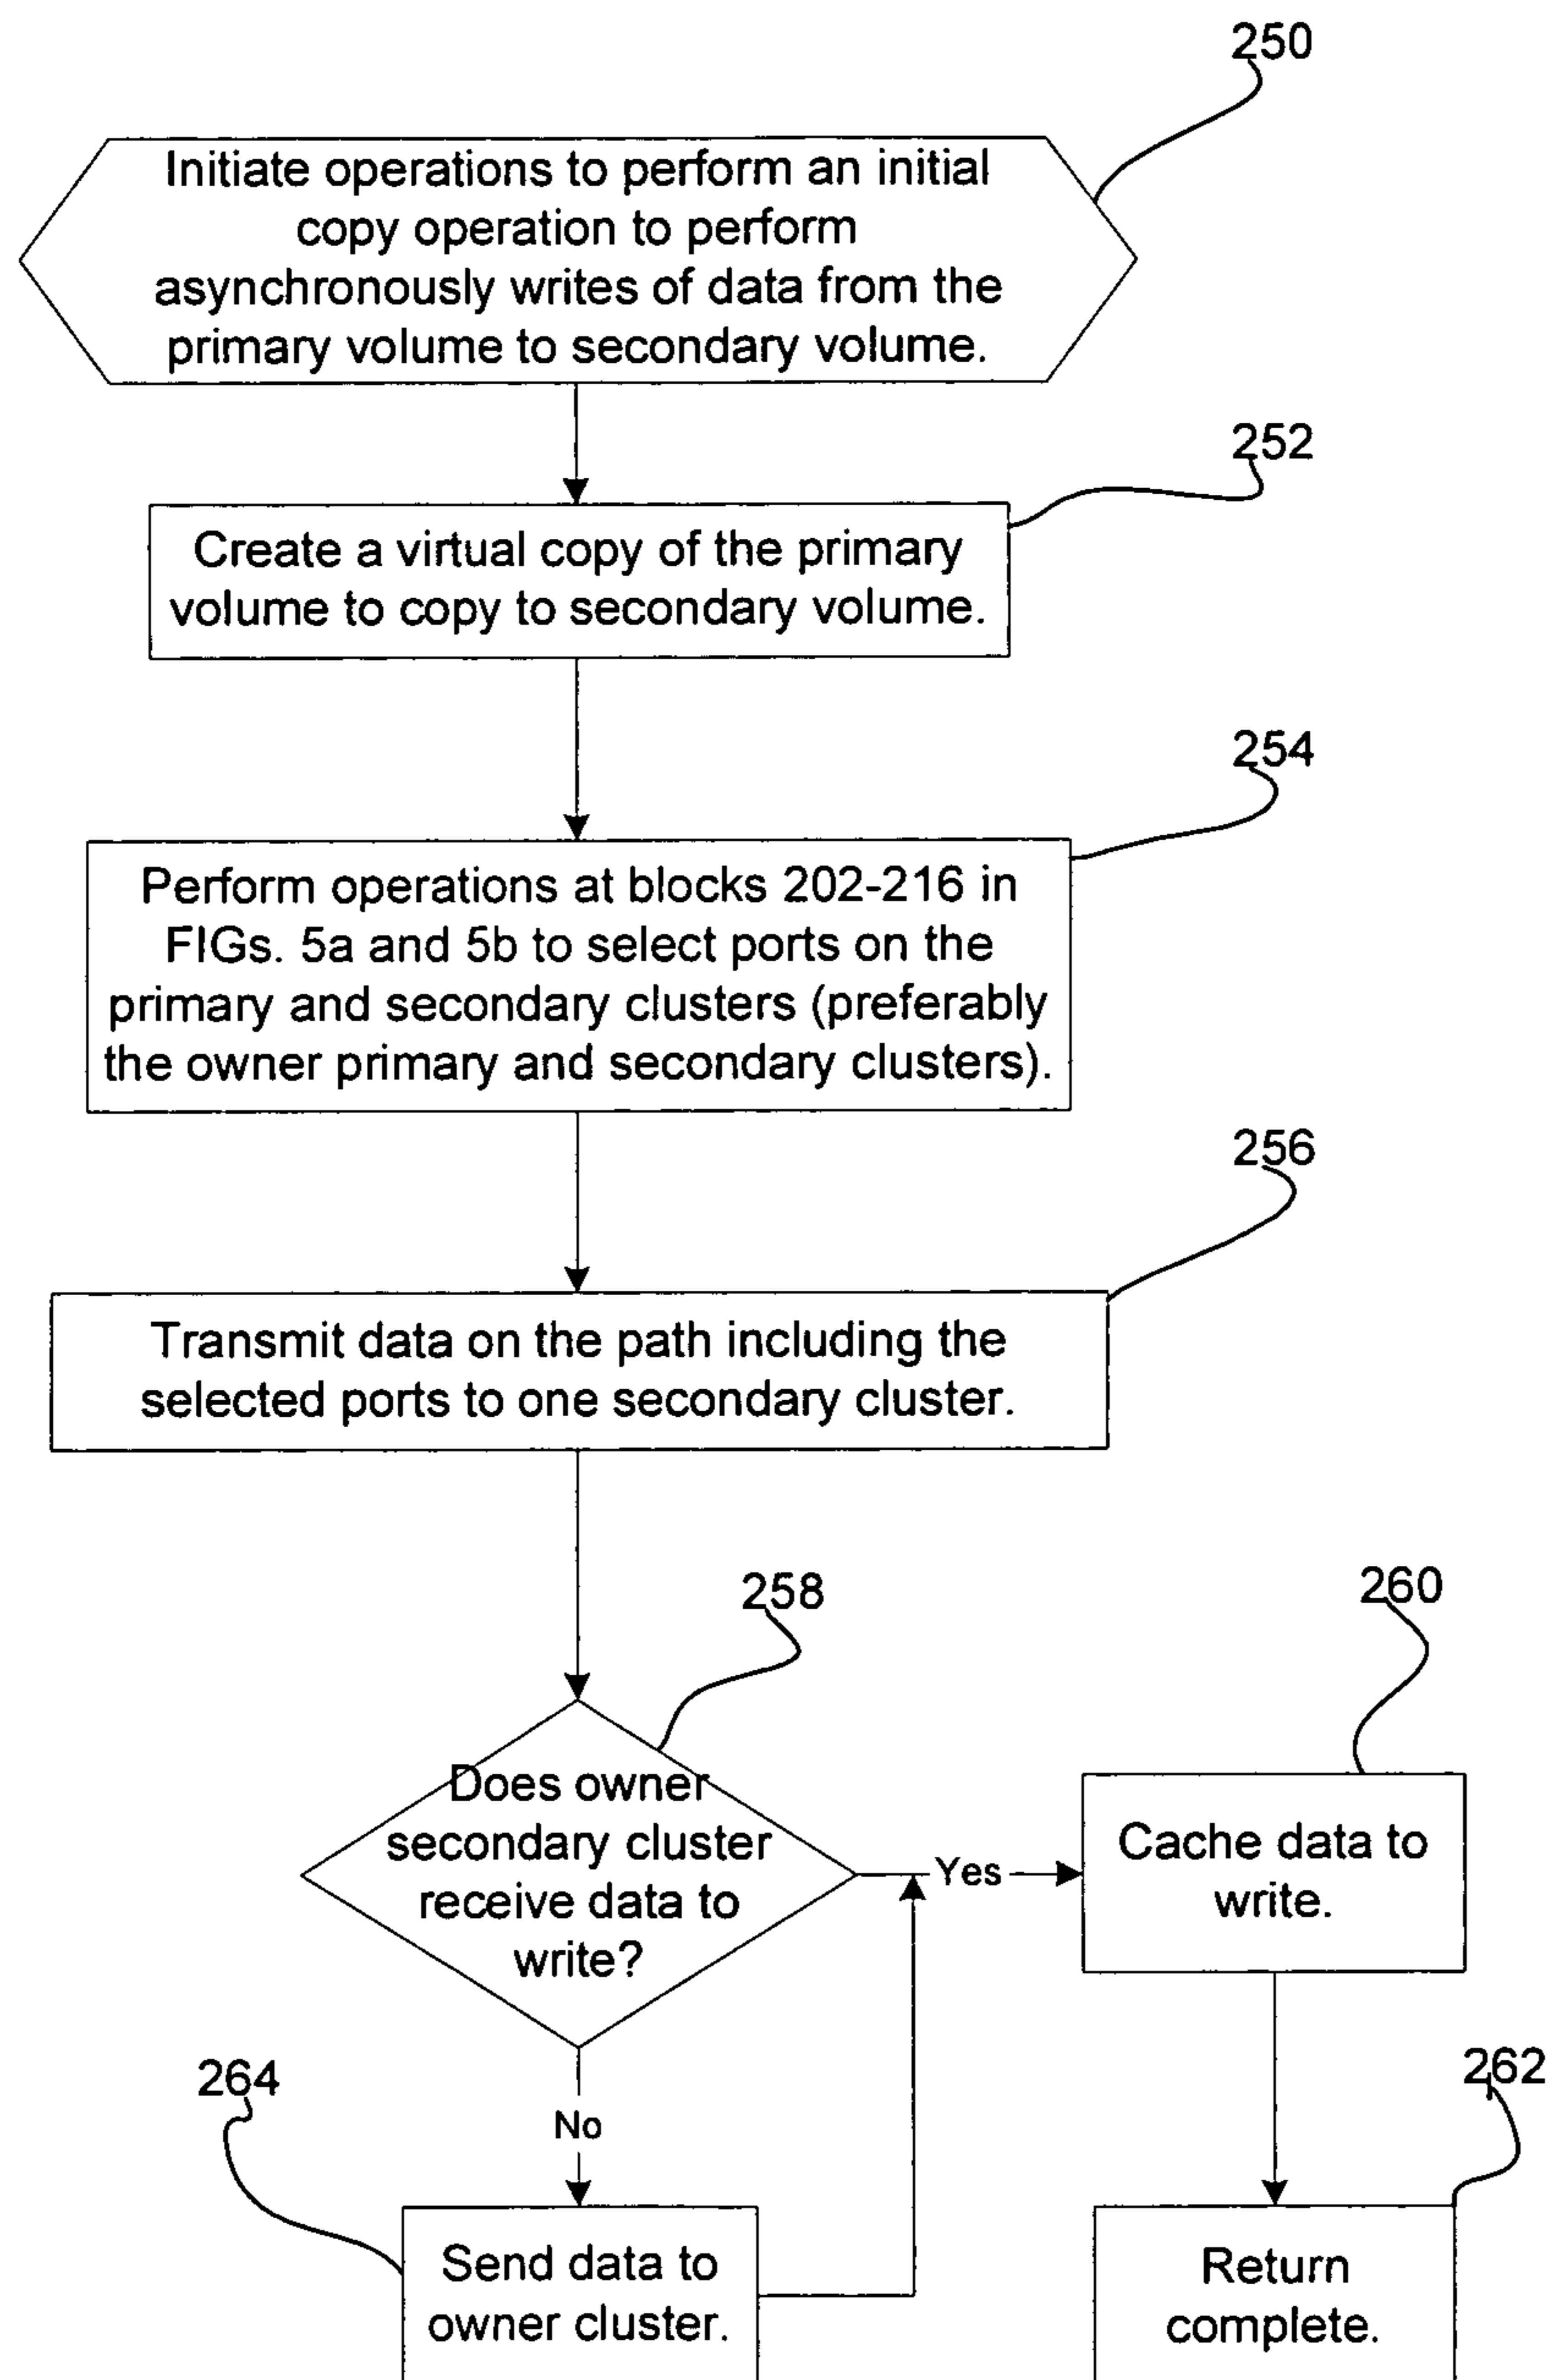 250
Initiate operations to perform an initial
copy operation to perform
asynchronously writes of data from the
primary volume to secondary volume.
252
Create a virtual copy of the primary
volume to copy to secondary volume.
254
Perform operations at blocks 202-216 in
FIGs. 5a and 5b to select ports on the
primary and secondary clusters (preferably
the owner primary and secondary clusters).
256
Transmit data on the path including the
selected ports to one secondary cluster.
258
260
Does owner
secondary cluster
receive data to
write?
Yes
Cache data to
write.
264
No
262
Send data to
owner cluster.
Return
complete.